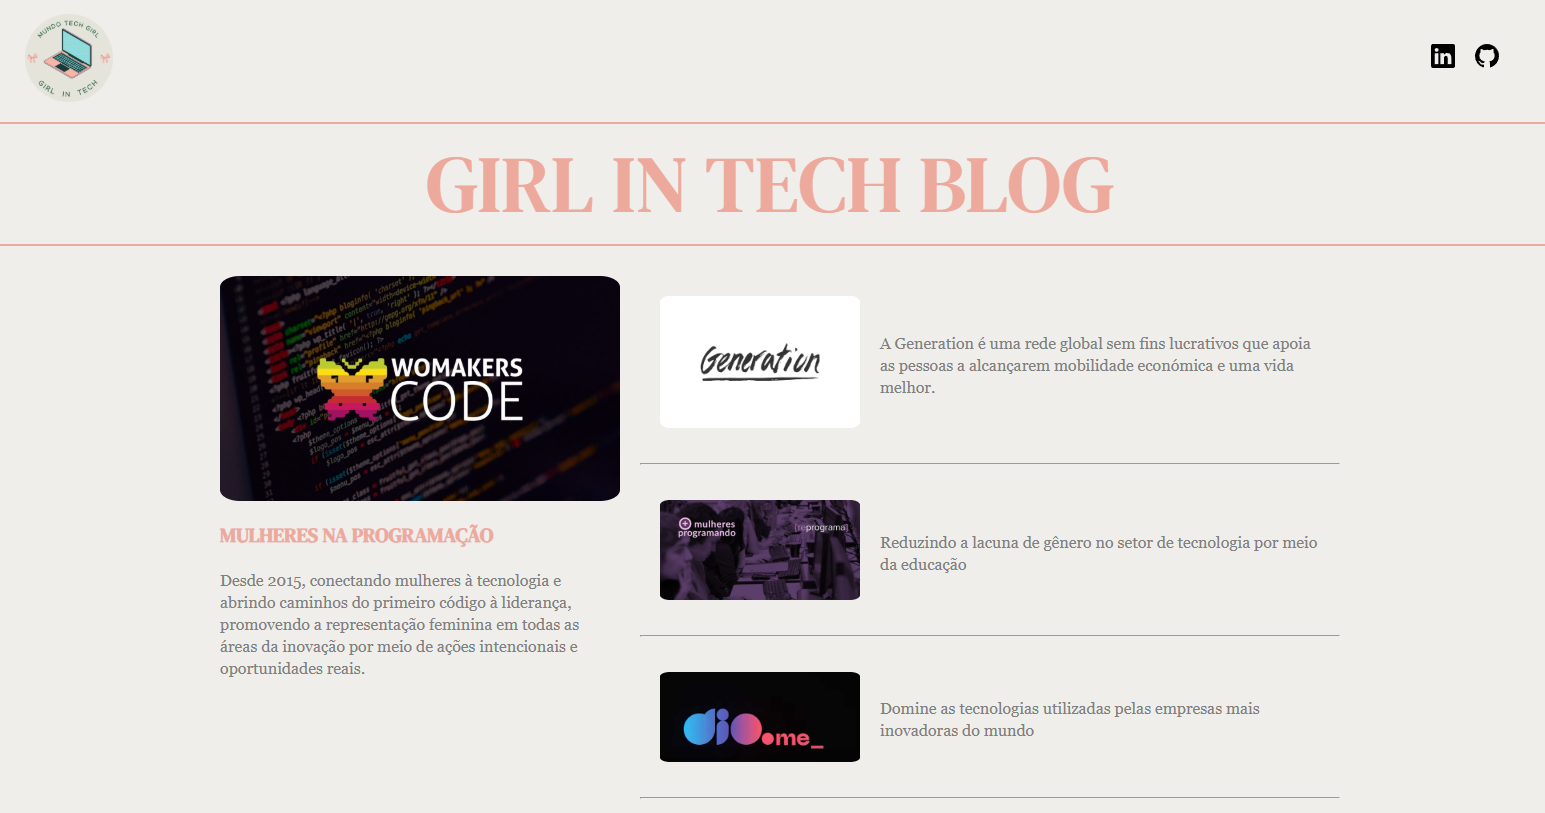 MUNDO TECH GIRL
GIRL IN TECH
in
GIRL IN TECH BLOG
WOMAKERS
CODE
MULHERES NA PROGRAMAÇÃO
Desde 2015, conectando mulheres à tecnologia e
abrindo caminhos do primeiro código à liderança,
promovendo a representação feminina em todas as
áreas da inovação por meio de ações intencionais e
oportunidades reais.
Generation
A Generation é uma rede global sem fins lucrativos que apoia
as pessoas a alcançarem mobilidade económica e uma vida
melhor.
+ mulheres
programando
[reprograma]
Reduzindo a lacuna de gênero no setor de tecnologia por meio
da educação
dio.me_
Domine as tecnologias utilizadas pelas empresas mais
inovadoras do mundo